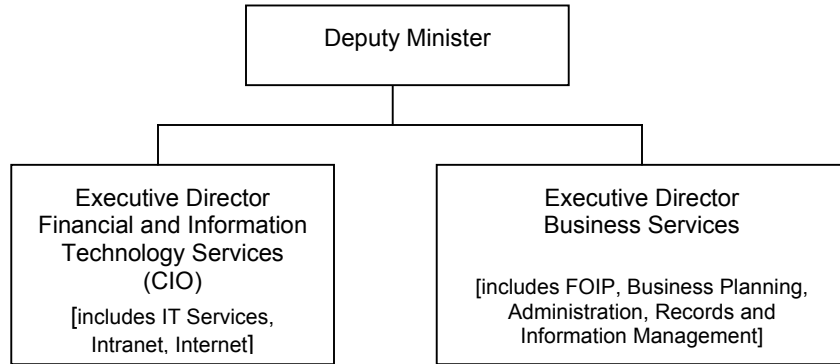 Deputy Minister
Executive Director
Financial and Information
Technology Services
(CIO)
[includes IT Services,
Intranet, Internet]
Executive Director
Business Services
[includes FOIP, Business Planning,
Administration, Records and
Information Management]